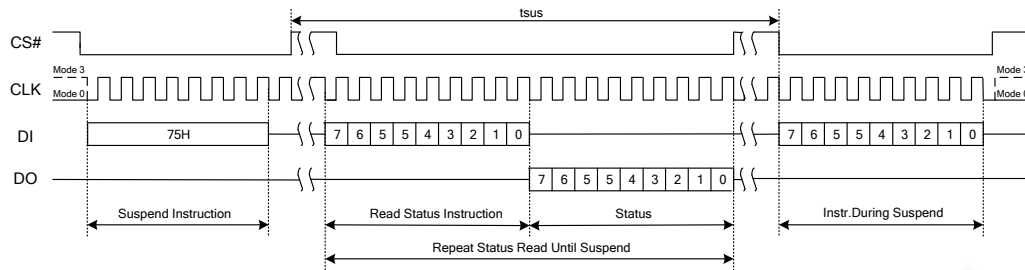 tsus
CS#
Mode 3
Mode 3
CLK
Mode 0
Mode 0
DI
75H
7 6 5 5 4 3 2 1 0
7 6 5 5 4 3 2 1 0
DO
7 6 5 5 4 3 2 1 0
Suspend Instruction
Read Status Instruction
Status
Instr.During Suspend
Repeat Status Read Until Suspend